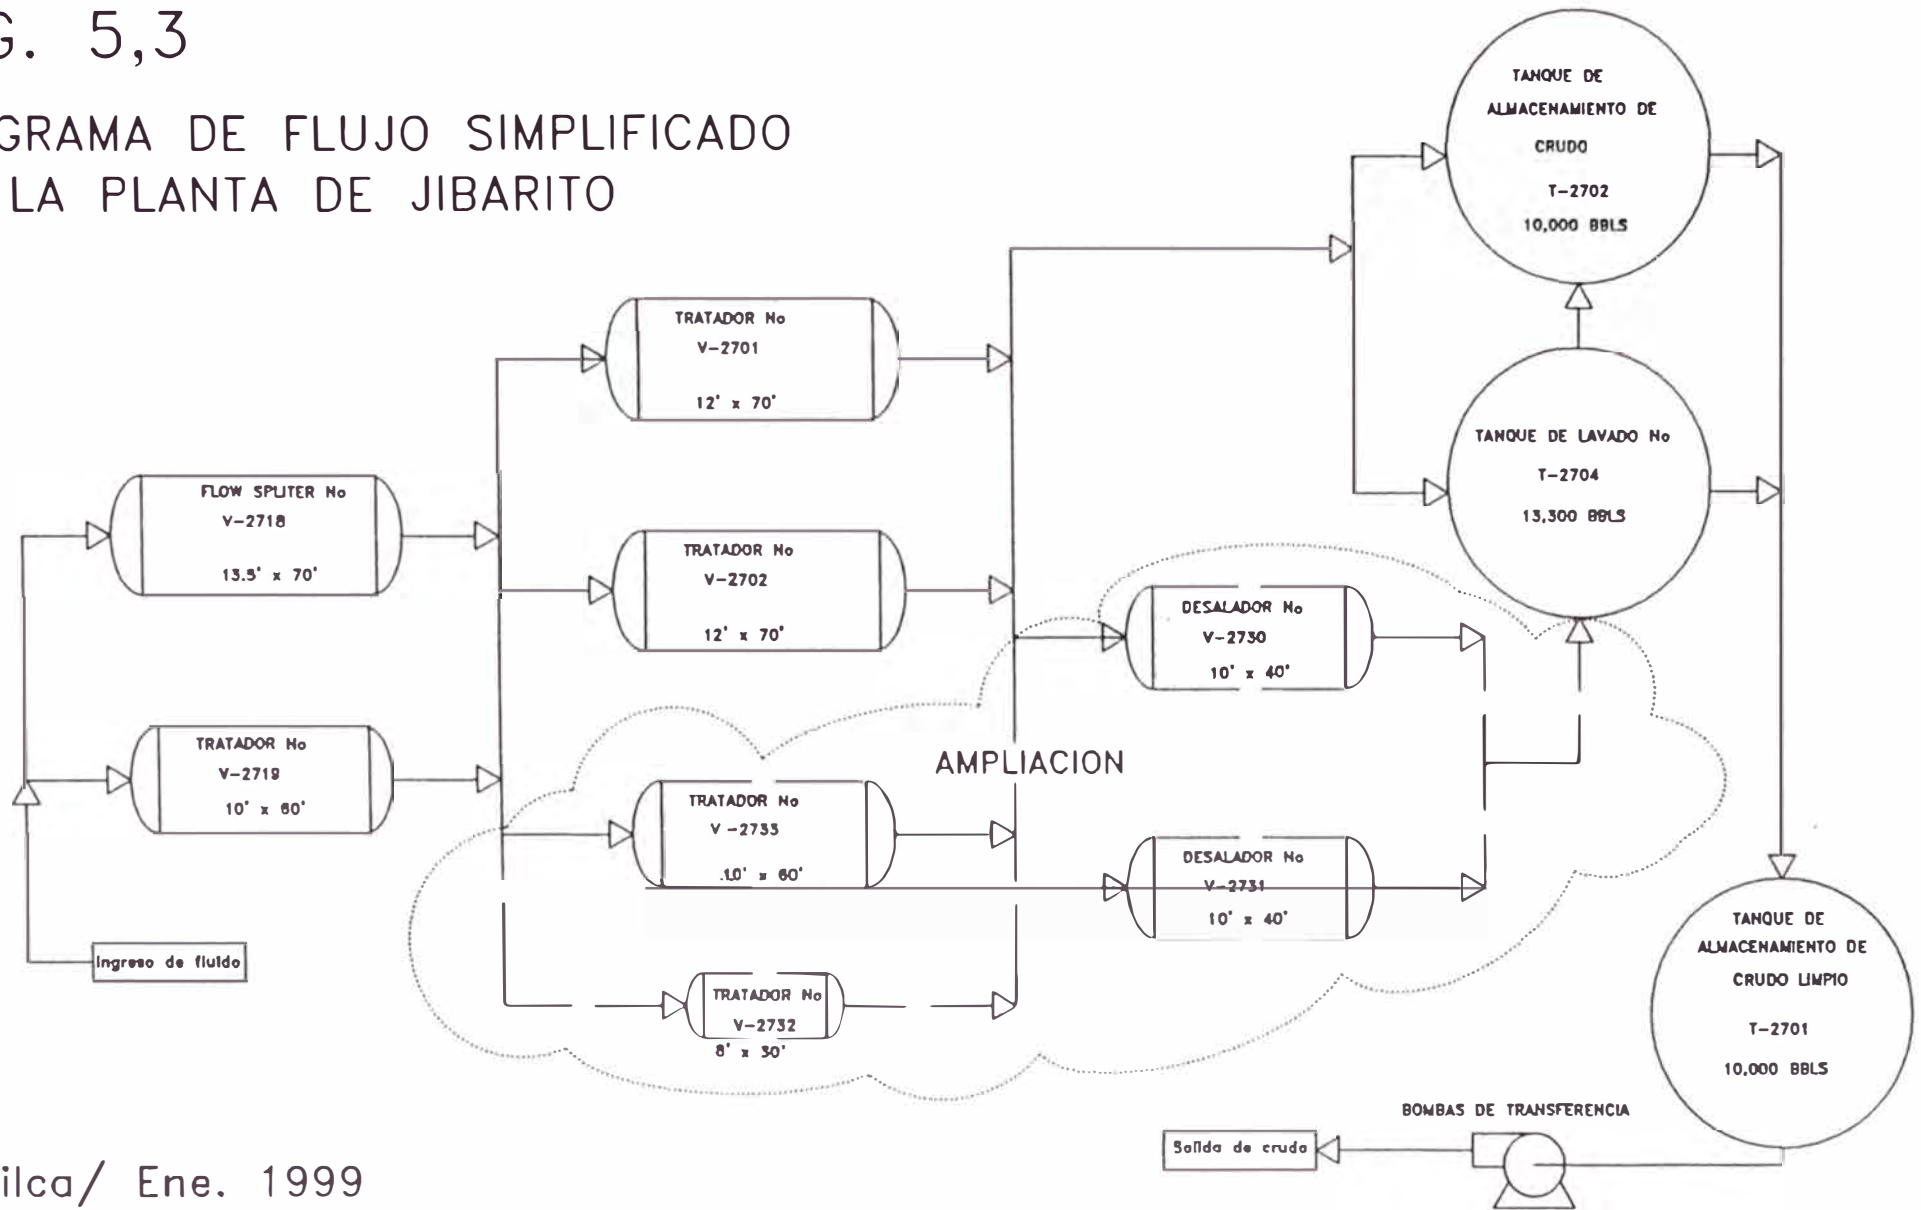 G. 5,3
GRAMA DE FLUJO SIMPLIFICADO
LA PLANTA DE JIBARITO
TANQUE DE
ALMACENAMIENTO DE
CRUDO
T-2702
10,000 BBLS
TRATADOR No
V-2701
12' x 70'
TANQUE DE LAVADO No
T-2704
13,300 BBLS
FLOW SPLITER No
V-2718
13.5' x 70'
TRATADOR No
V-2702
12' x 70'
DESALADOR No
V-2730
10' x 40'
TRATADOR No
V-2719
10' x 60'
AMPLIACION
TRATADOR No
V-2733
10' x 60'
DESALADOR No
V-2731
10' x 40'
Ingreso de fluido
TRATADOR No
V-2732
8' x 30'
TANQUE DE
ALMACENAMIENTO DE
CRUDO LIMPIO
T-2701
10,000 BBLS
BOMBAS DE TRANSFERENCIA
Salida de crudo
ilca/ Ene. 1999